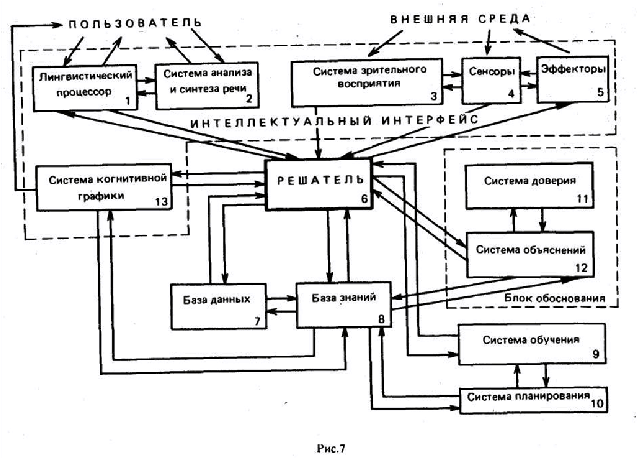 ПОЛЬЗОВАТЕЛЬ
ВНЕШНЯЯ СРЕДА
Лингвистический
процессор
1
Система анализа
и синтеза речи
2
Система зрительного
восприятия
3
Сенсоры
4
Эффекторы
5
ИНТЕЛЛЕКТУАЛЬНЫЙ ИНТЕРФЕЙС
Система когнитивной
графики
13
РЕШАТЕЛЬ
6
Система доверия
11
Система объяснений
12
Блок обоснования
База данных
7
База знаний
8
Система обучения
9
Система планирования
10
Рис.7